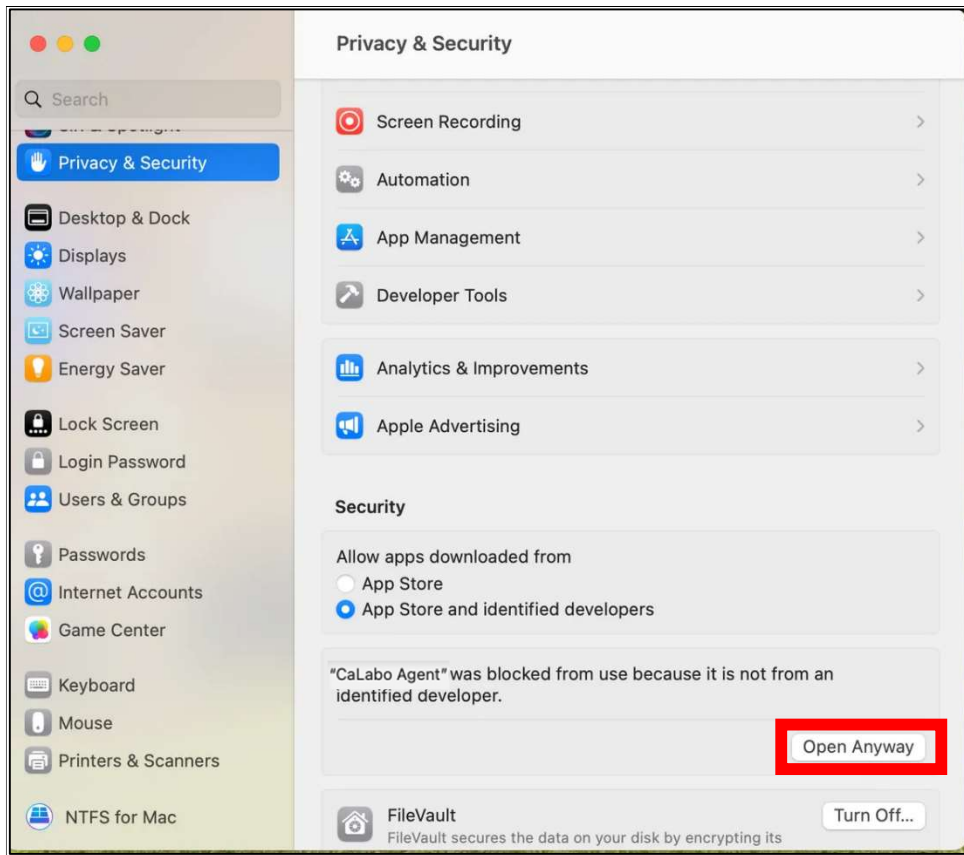 Privacy & Security
Search
Siri & Spotlight
Privacy & Security
Desktop & Dock
Displays
Wallpaper
Screen Saver
Energy Saver
Lock Screen
Login Password
Users & Groups
Passwords
Internet Accounts
Game Center
Keyboard
Mouse
Printers & Scanners
NTFS for Mac
Screen Recording
Automation
App Management
Developer Tools
Analytics & Improvements
Apple Advertising
Security
Allow apps downloaded from
App Store
App Store and identified developers
"CaLabo Agent" was blocked from use because it is not from an
identified developer.
Open Anyway
FileVault
Turn Off...
FileVault secures the data on your disk by encrypting its